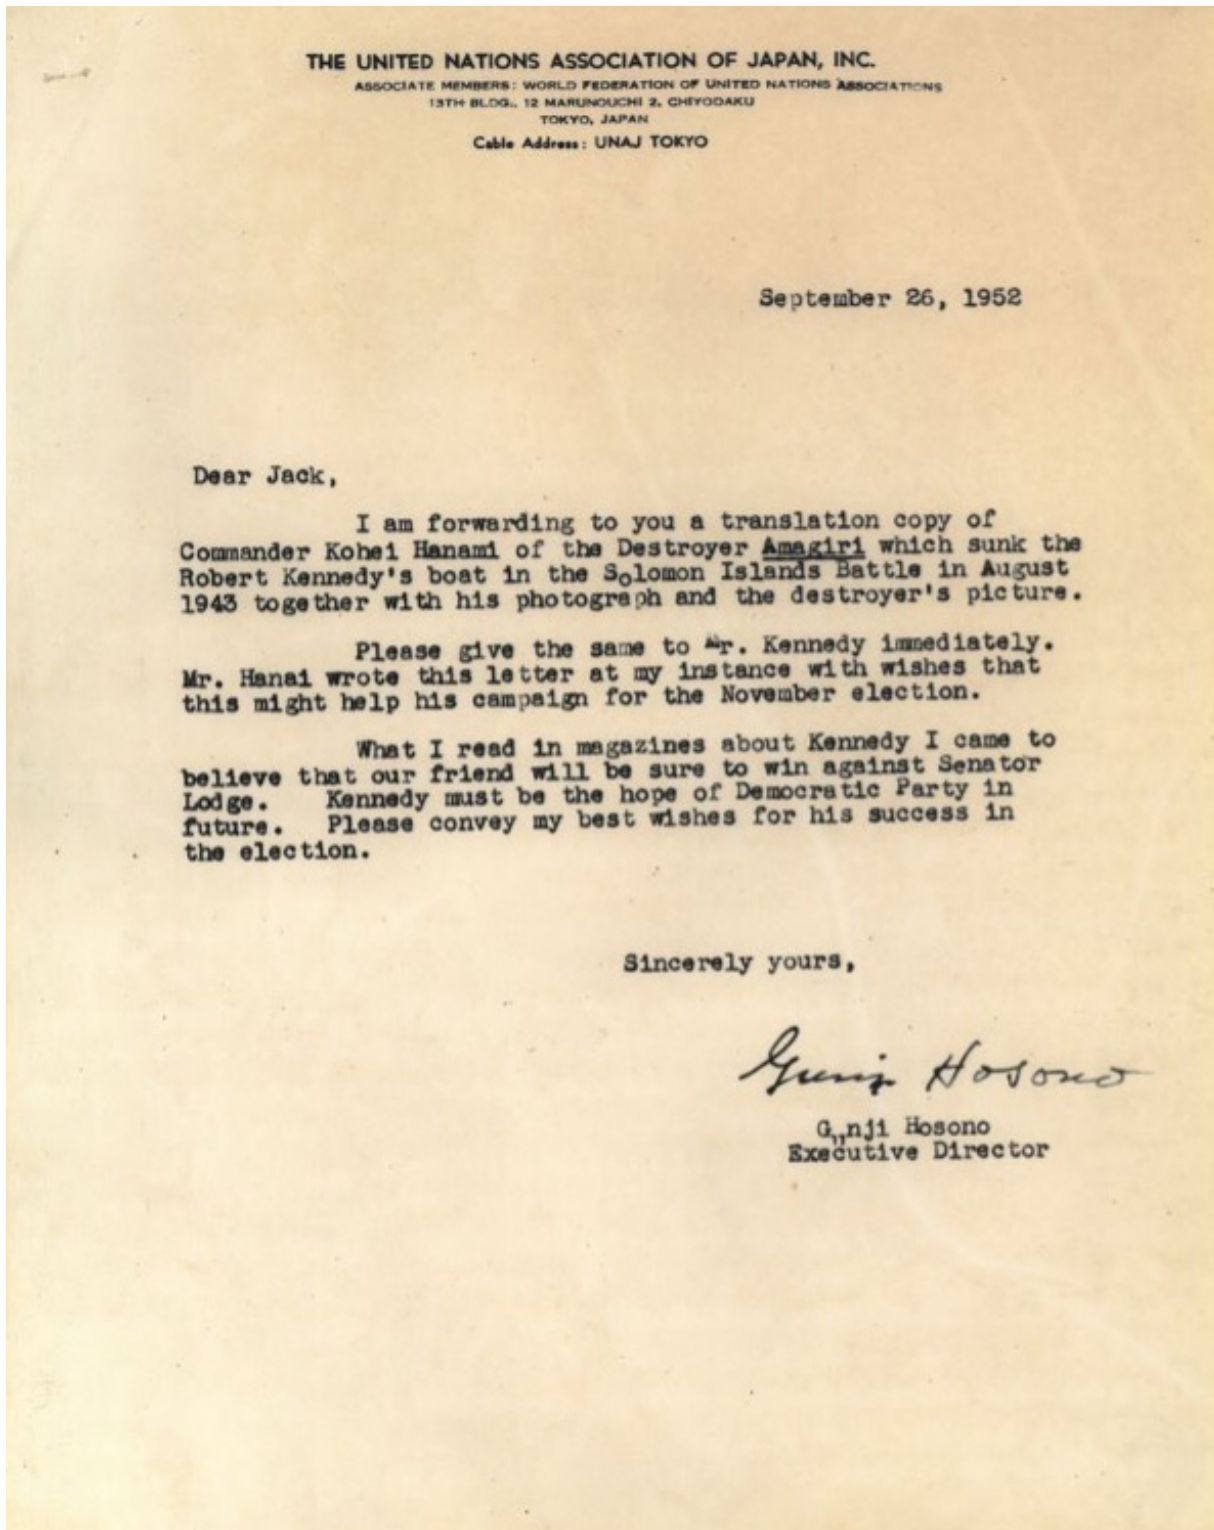 THE UNITED NATIONS ASSOCIATION OF JAPAN, INC.
ASSOCIATE MEMBERS: WORLD FEDERATION OF UNITED NATIONS ASSOCIATIONS
13TH BLDG., 12 MARUNOUCHI 2, CHIYODAKU
TOKYO, JAPAN
Cable Address: UNAJ TOKYO
September 26, 1952
Dear Jack,
I am forwarding to you a translation copy of
Commander Kohei Hanami of the Destroyer Amagiri which sunk the
Robert Kennedy's boat in the Solomon Islands Battle in August
1943 together with his photograph and the destroyer's picture.
Please give the same to Mr. Kennedy immediately.
Mr. Hanai wrote this letter at my instance with wishes that
this might help his campaign for the November election.
What I read in magazines about Kennedy I came to
believe that our friend will be sure to win against Senator
Lodge. Kennedy must be the hope of Democratic Party in
future. Please convey my best wishes for his success in
the election.
Sincerely yours,
Gunji Hosono
Gunji Hosono
Executive Director